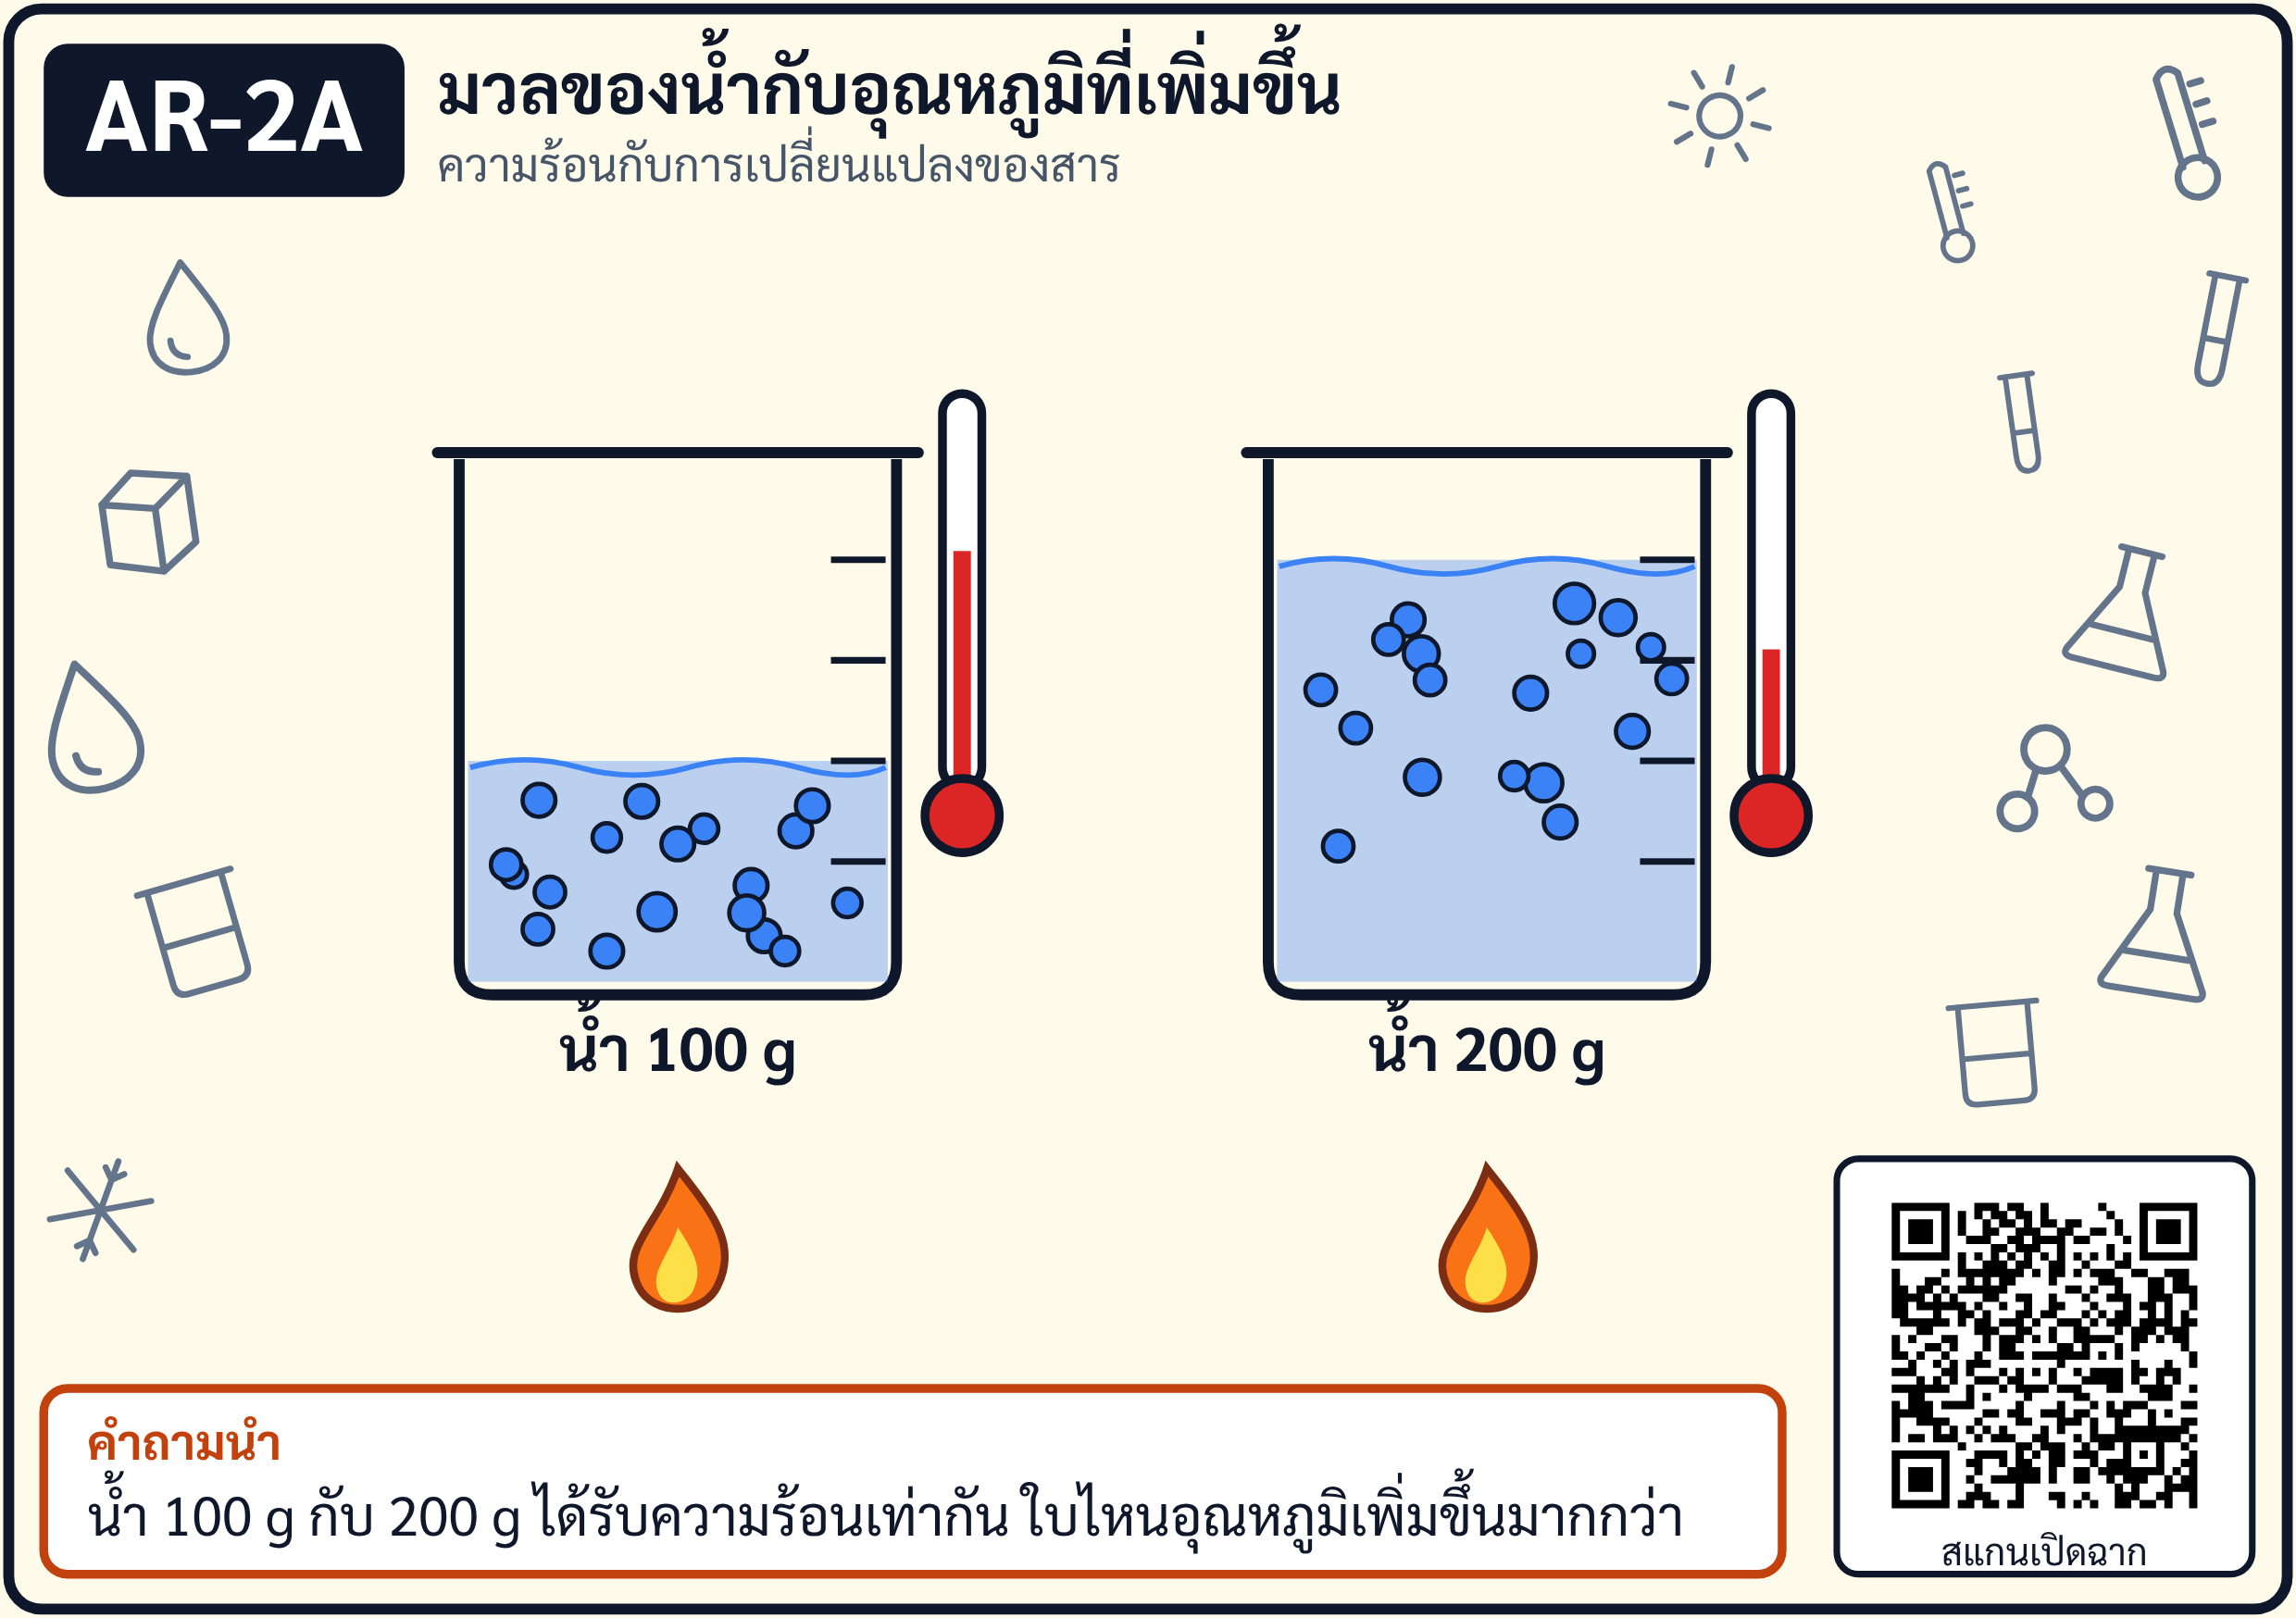 AR-2A
มวลของน้ำกับอุณหภูมิที่เพิ่มขึ้น
ความร้อนกับการเปลี่ยนแปลงของสาร
น้ำ 100 g
น้ำ 200 g
คำถามนำ
น้ำ 100 g กับ 200 g ได้รับความร้อนเท่ากัน ใบไหนอุณหภูมิเพิ่มขึ้นมากกว่า
สแกนเปิดฉาก